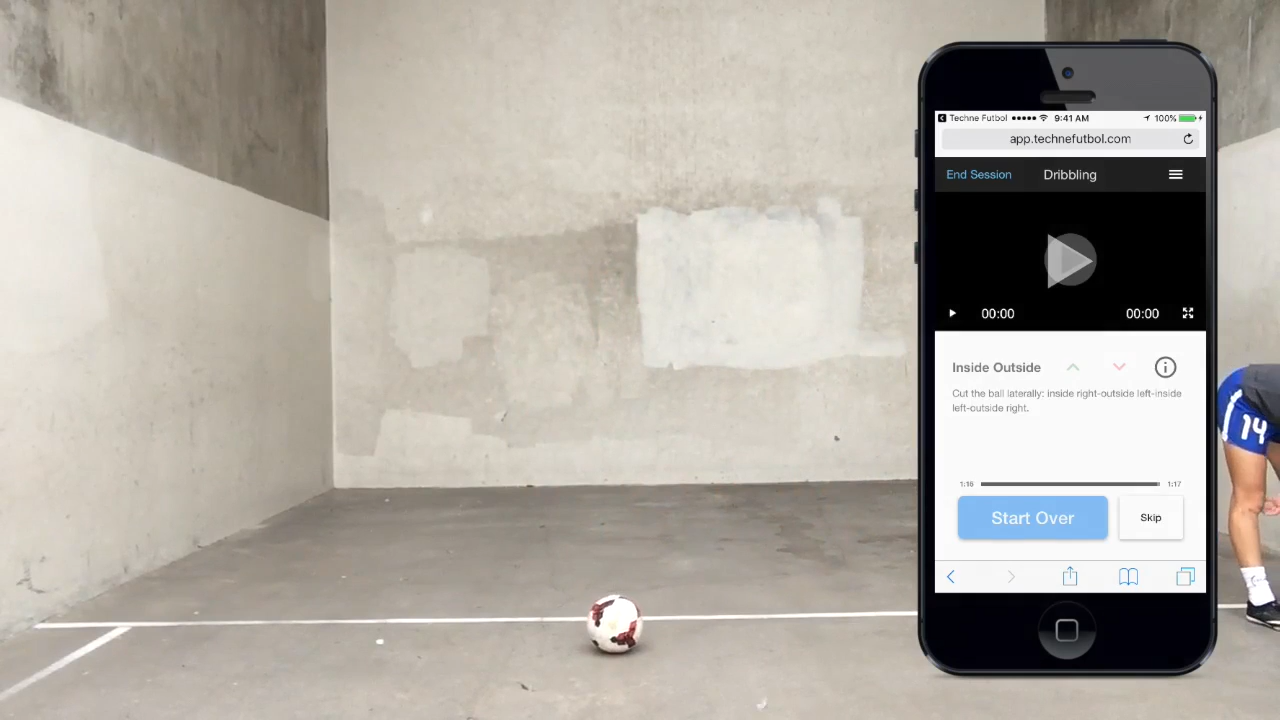 Techne Futbol 9:41 AM 100%
app.technefutbol.com
End Session Dribbling
00:00 00:00
Inside Outside
Cut the ball laterally: inside right-outside left-inside
left-outside right.
1:16 1:17
Start Over Skip
14